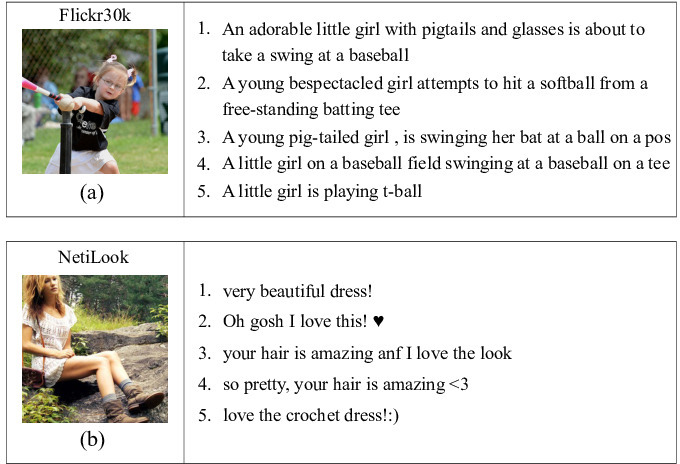 Flickr30k
(a)
1. An adorable little girl with pigtails and glasses is about to
take a swing at a baseball
2. A young bespectacled girl attempts to hit a softball from a
free-standing batting tee
3. A young pig-tailed girl , is swinging her bat at a ball on a pos
4. A little girl on a baseball field swinging at a baseball on a tee
5. A little girl is playing t-ball
NetiLook
(b)
1. very beautiful dress!
2. Oh gosh I love this! ♥
3. your hair is amazing anf I love the look
4. so pretty, your hair is amazing <3
5. love the crochet dress!:)